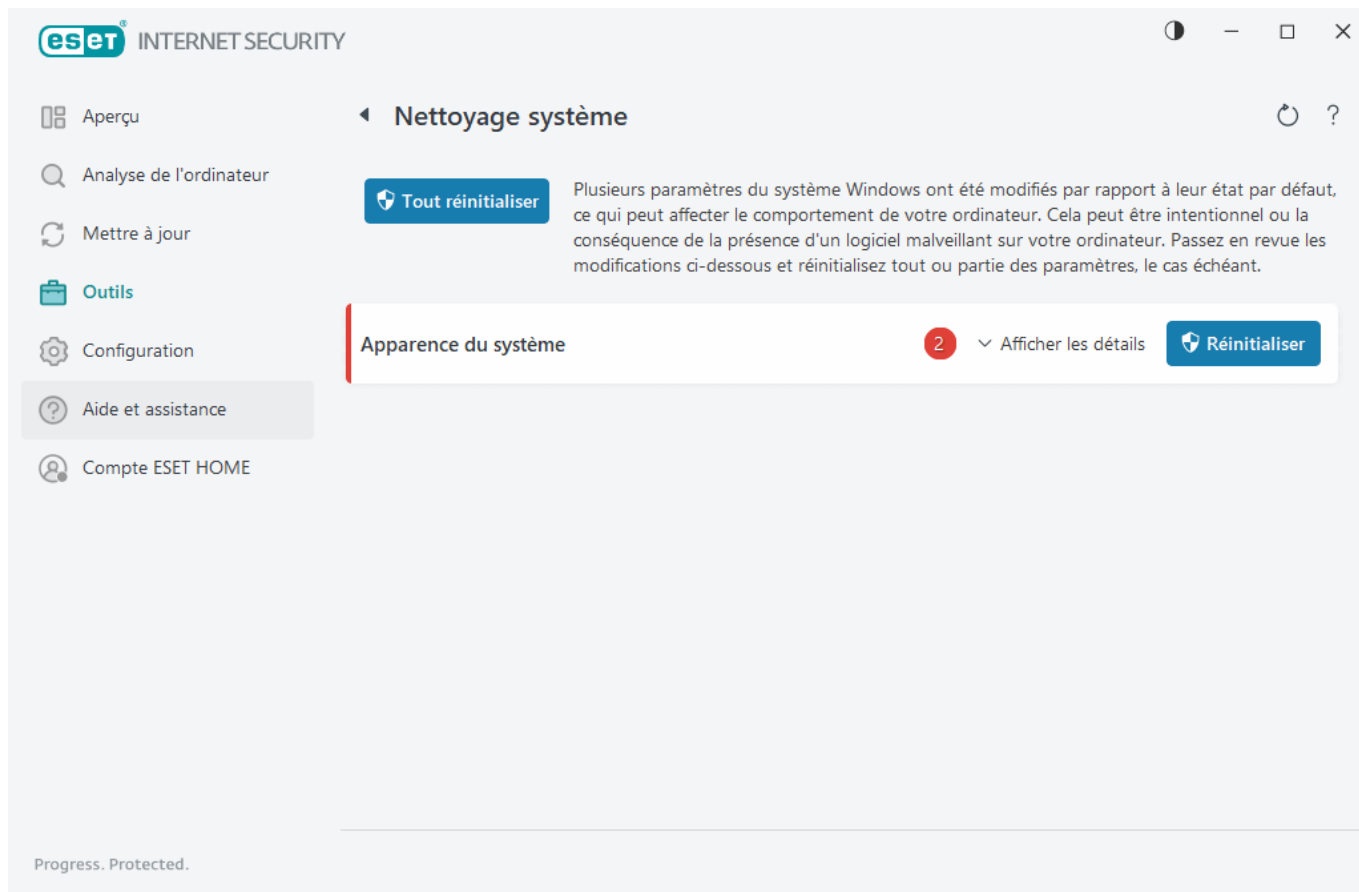 eset® INTERNET SECURITY
Aperçu
Analyse de l'ordinateur
Mettre à jour
Outils
Configuration
Aide et assistance
Compte ESET HOME
Nettoyage système
?
Tout réinitialiser
Plusieurs paramètres du système Windows ont été modifiés par rapport à leur état par défaut,
ce qui peut affecter le comportement de votre ordinateur. Cela peut être intentionnel ou la
conséquence de la présence d'un logiciel malveillant sur votre ordinateur. Passez en revue les
modifications ci-dessous et réinitialisez tout ou partie des paramètres, le cas échéant.
Apparence du système 2 Afficher les détails Réinitialiser
Progress. Protected.